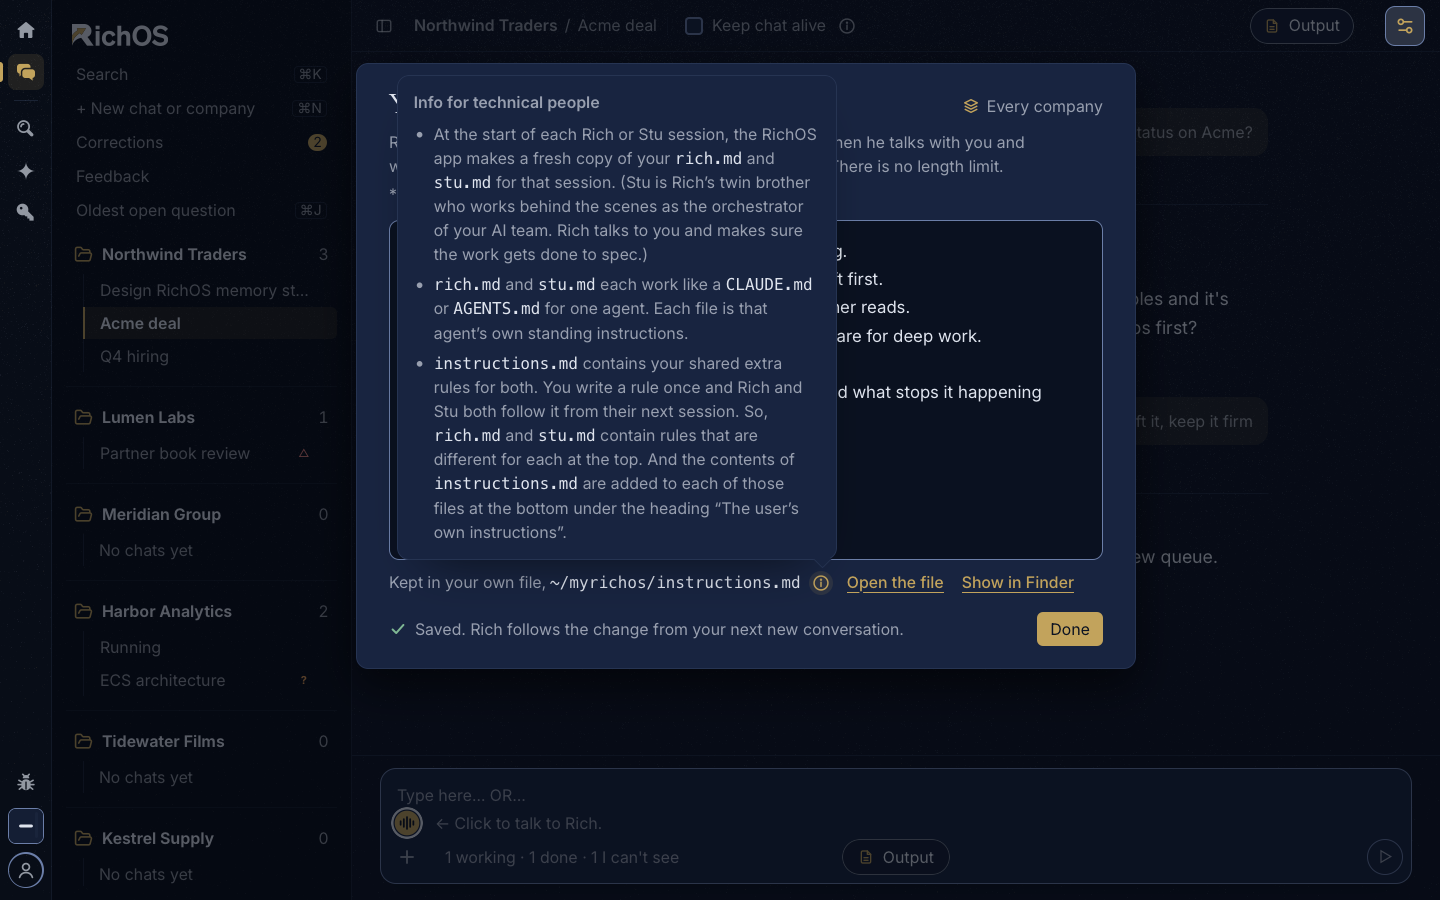 RichOS
Search ⌘K
+ New chat or company ⌘N
Corrections 2
Feedback
Oldest open question ⌘J
Northwind Traders 3
Design RichOS memory st...
Acme deal
Q4 hiring
Lumen Labs 1
Partner book review
Meridian Group 0
No chats yet
Harbor Analytics 2
Running
ECS architecture ?
Tidewater Films 0
No chats yet
Kestrel Supply 0
No chats yet
Northwind Traders / Acme deal
Keep chat alive
Output
tatus on Acme?
Every company
Info for technical people
• At the start of each Rich or Stu session, the RichOS
app makes a fresh copy of your rich.md and
stu.md for that session. (Stu is Rich’s twin brother
who works behind the scenes as the orchestrator
of your AI team. Rich talks to you and makes sure
the work gets done to spec.)
• rich.md and stu.md each work like a CLAUDE.md
or AGENTS.md for one agent. Each file is that
agent’s own standing instructions.
• instructions.md contains your shared extra
rules for both. You write a rule once and Rich and
Stu both follow it from their next session. So,
rich.md and stu.md contain rules that are
different for each at the top. And the contents of
instructions.md are added to each of those
files at the bottom under the heading “The user’s
own instructions”.
he talks with you and
There is no length limit.
first.
reads.
are for deep work.
what stops it happening
and it's
first?
it, keep it firm
queue.
Kept in your own file, ~/myrichos/instructions.md Open the file Show in Finder
Saved. Rich follows the change from your next new conversation.
Done
Type here... OR...
← Click to talk to Rich.
1 working · 1 done · 1 I can't see
Output